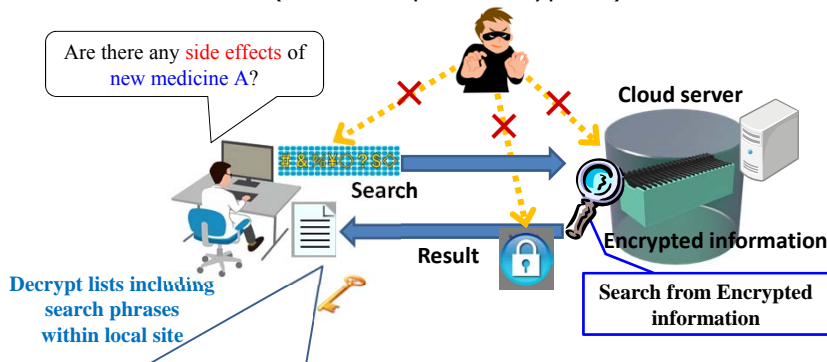 Are there any side effects of
new medicine A?
Cloud server
#&%¥◇?$◇
Search
Result
Encrypted information
Decrypt lists including
search phrases
within local site
Search from Encrypted
information